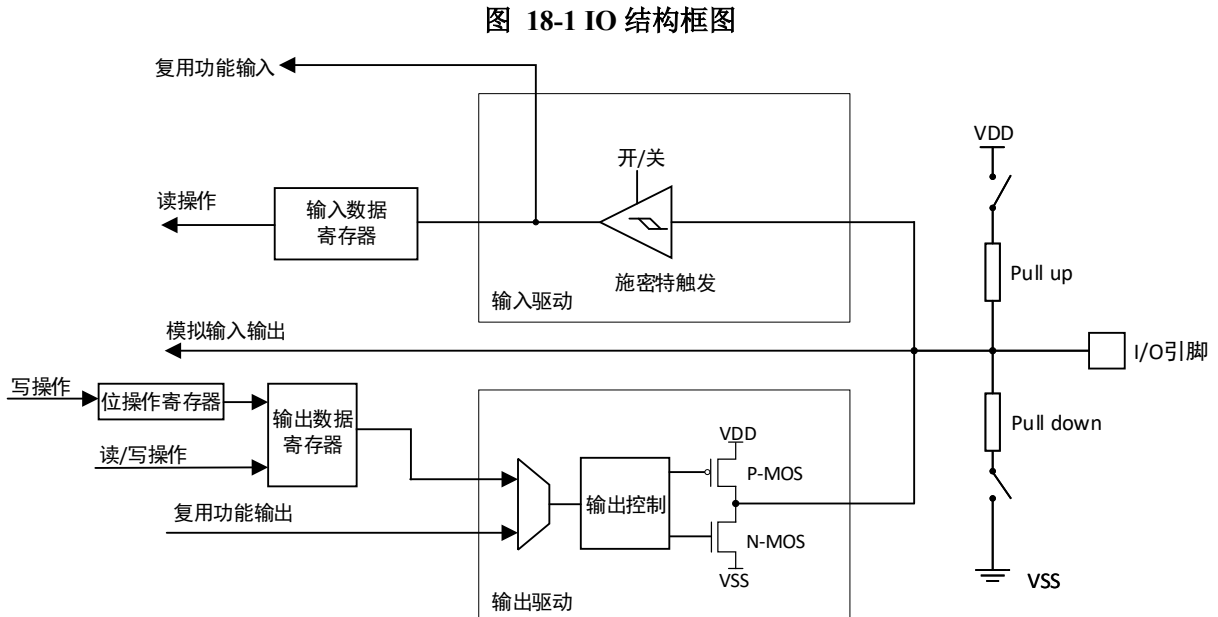 图 18-1 IO 结构框图
复用功能输入
VDD
开/关
读操作
输入数据
寄存器
Pull up
施密特触发
输入驱动
模拟输入输出
I/O引脚
写操作
位操作寄存器
输出数据
寄存器
Pull down
VDD
读/写操作
P-MOS
复用功能输出
输出控制
N-MOS
VSS
VSS
输出驱动